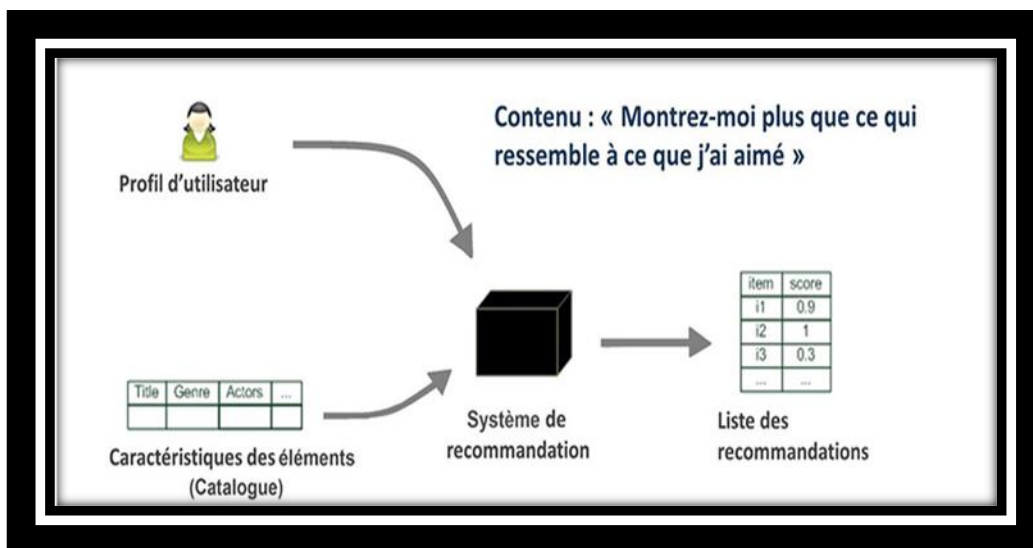 Contenu : « Montrez-moi plus que ce qui
ressemble à ce que j'ai aimé »
Profil d'utilisateur
item score
i1 0.9
i2 1
i3 0.3
... ...
Title Genre Actors ...
Système de
recommandation
Liste des
recommandations
Caractéristiques des éléments
(Catalogue)